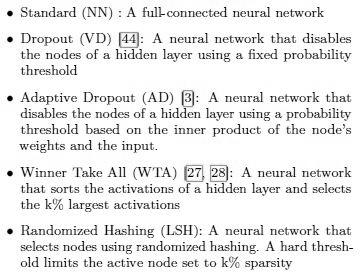 • Standard (NN) : A full-connected neural network
• Dropout (VD) [44]: A neural network that disables
the nodes of a hidden layer using a fixed probability
threshold
• Adaptive Dropout (AD) [3]: A neural network that
disables the nodes of a hidden layer using a probability
threshold based on the inner product of the node's
weights and the input.
• Winner Take All (WTA) [27, 28]: A neural network
that sorts the activations of a hidden layer and selects
the k% largest activations
• Randomized Hashing (LSH): A neural network that
selects nodes using randomized hashing. A hard thresh-
old limits the active node set to k% sparsity